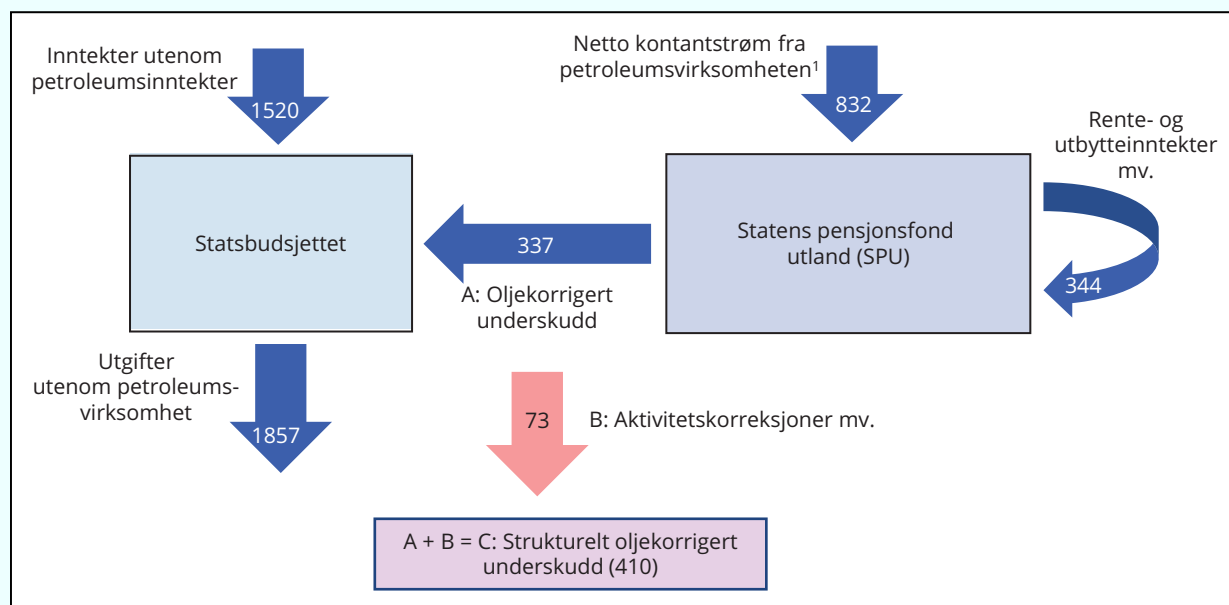 Inntekter utenom
petroleumsinntekter
1520
Netto kontantstrøm fra
petroleumsvirksomheten¹
832
Rente- og
utbytteinntekter
mv.
344
Statsbudsjettet
337
A: Oljekorrigert
underskudd
Statens pensjonsfond
utland (SPU)
Utgifter
utenom petroleums-
virksomhet
1857
73
B: Aktivitetskorreksjoner mv.
A + B = C: Strukturelt oljekorrigert
underskudd (410)